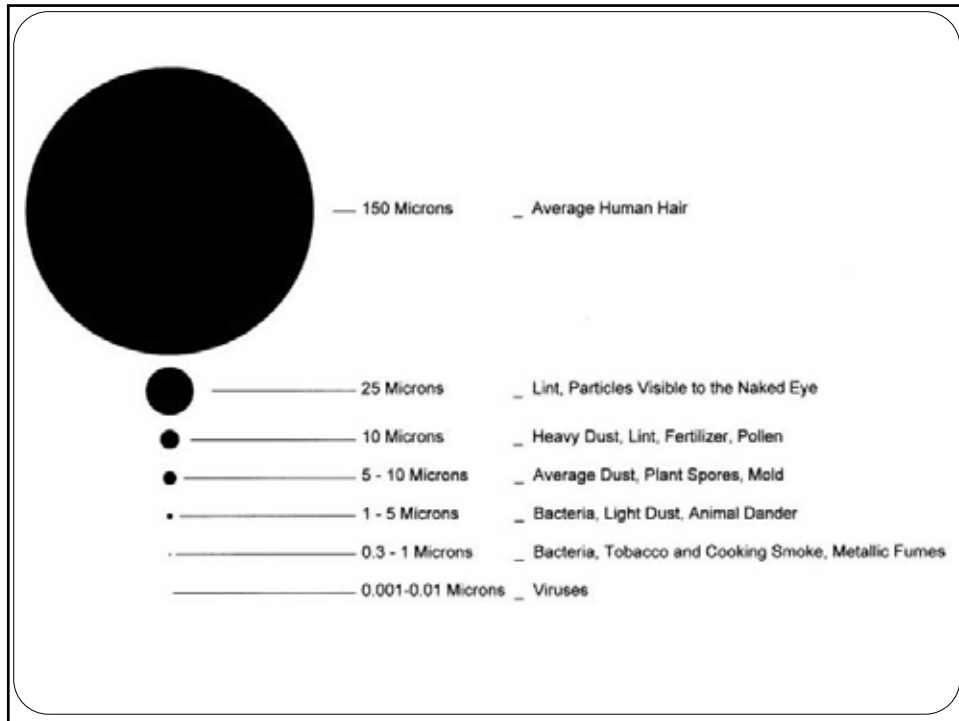 150 Microns _ Average Human Hair
25 Microns _ Lint, Particles Visible to the Naked Eye
10 Microns _ Heavy Dust, Lint, Fertilizer, Pollen
5 - 10 Microns _ Average Dust, Plant Spores, Mold
1 - 5 Microns _ Bacteria, Light Dust, Animal Dander
0.3 - 1 Microns _ Bacteria, Tobacco and Cooking Smoke, Metallic Fumes
0.001-0.01 Microns _ Viruses